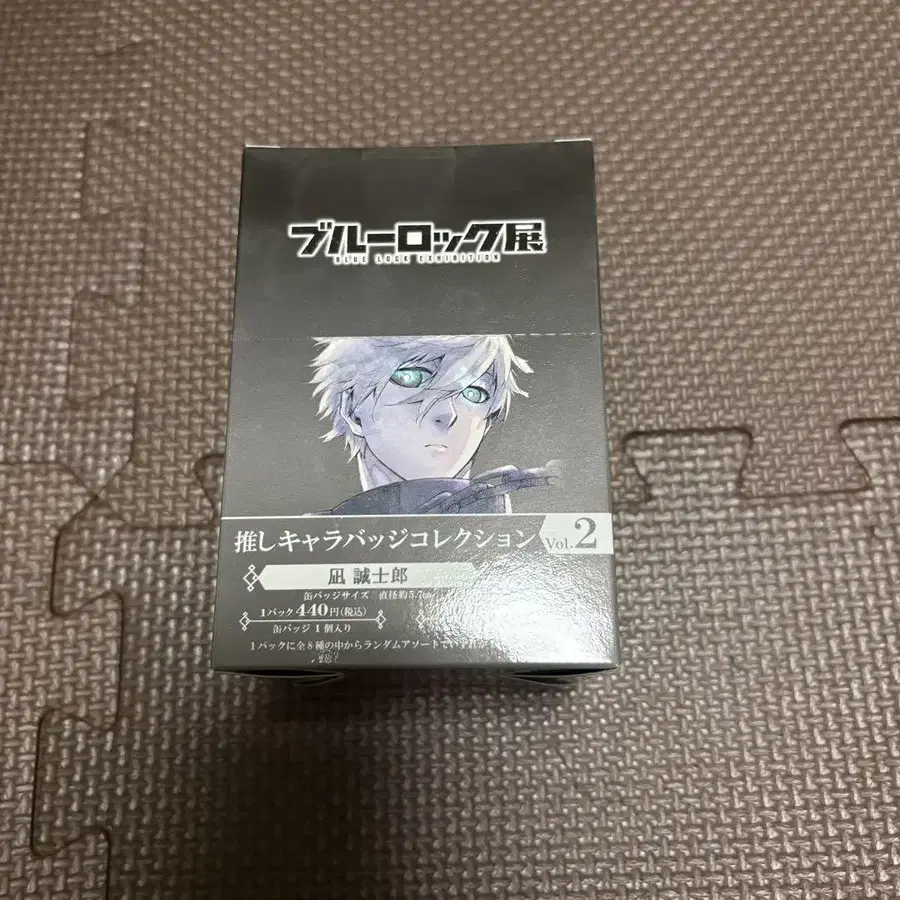 ブルーロック展
BLUE LOCK EXHIBITION
推しキャラバッジコレクション Vol.2
凪 誠士郎
缶バッジサイズ 直径約5.7cm
1パック440円(税込)
缶バッジ 1個入り
1パックに全8種の中からランダムアソートで